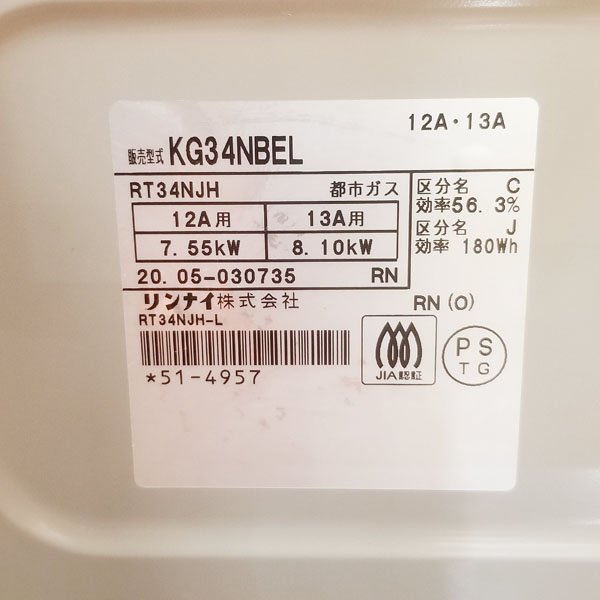 12A・13A
販売型式 KG34NBEL
RT34NJH 都市ガス
12A用 13A用
7.55kW 8.10kW
20.05-030735 RN
区分名 C
効率56.3%
区分名 J
効率 180Wh
リンナイ株式会社 RN(O)
RT34NJH-L
*51-4957
JIA認証
PS
TG